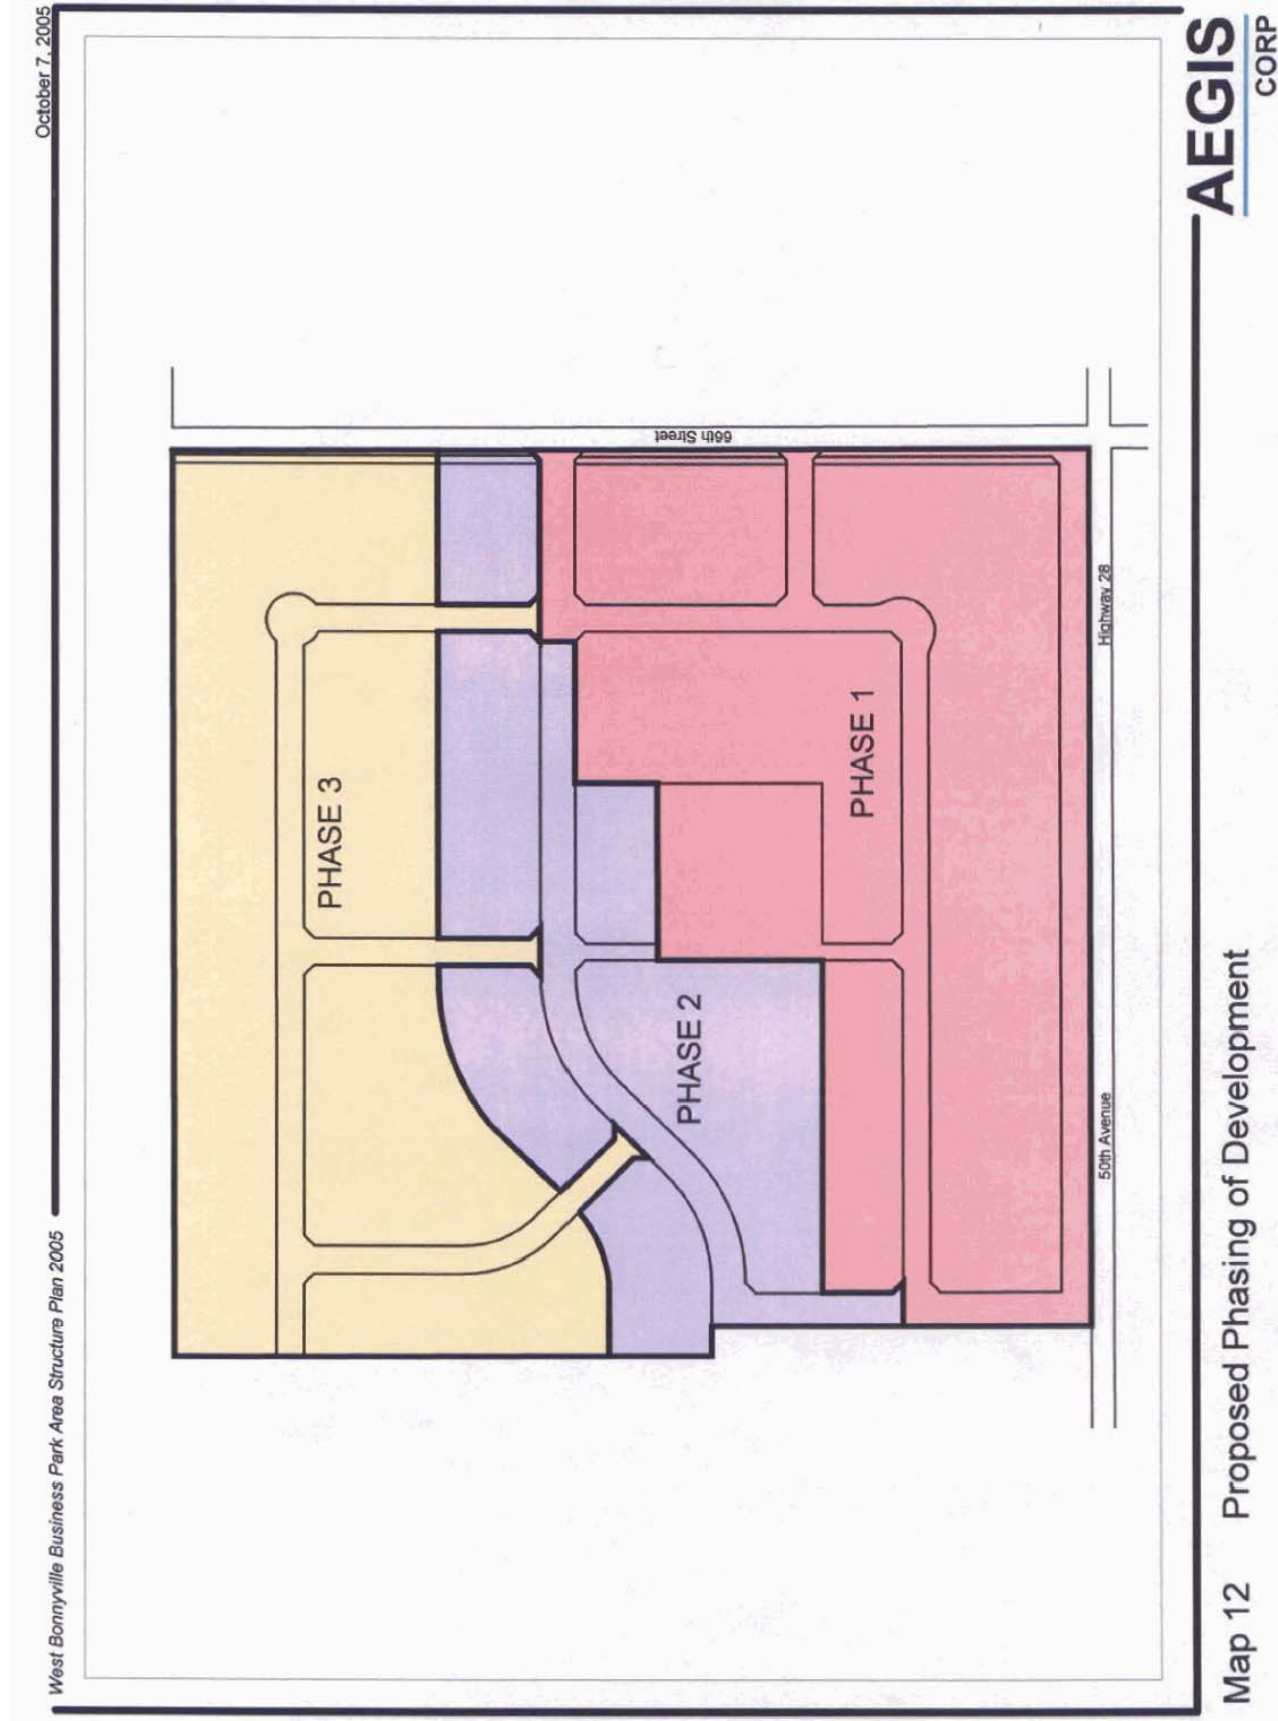 West Bonnyville Business Park Area Structure Plan 2005
October 7, 2005
PHASE 3
66th Street
PHASE 2
PHASE 1
50th Avenue
Highway 28
Map 12 Proposed Phasing of Development
AEGIS
CORP